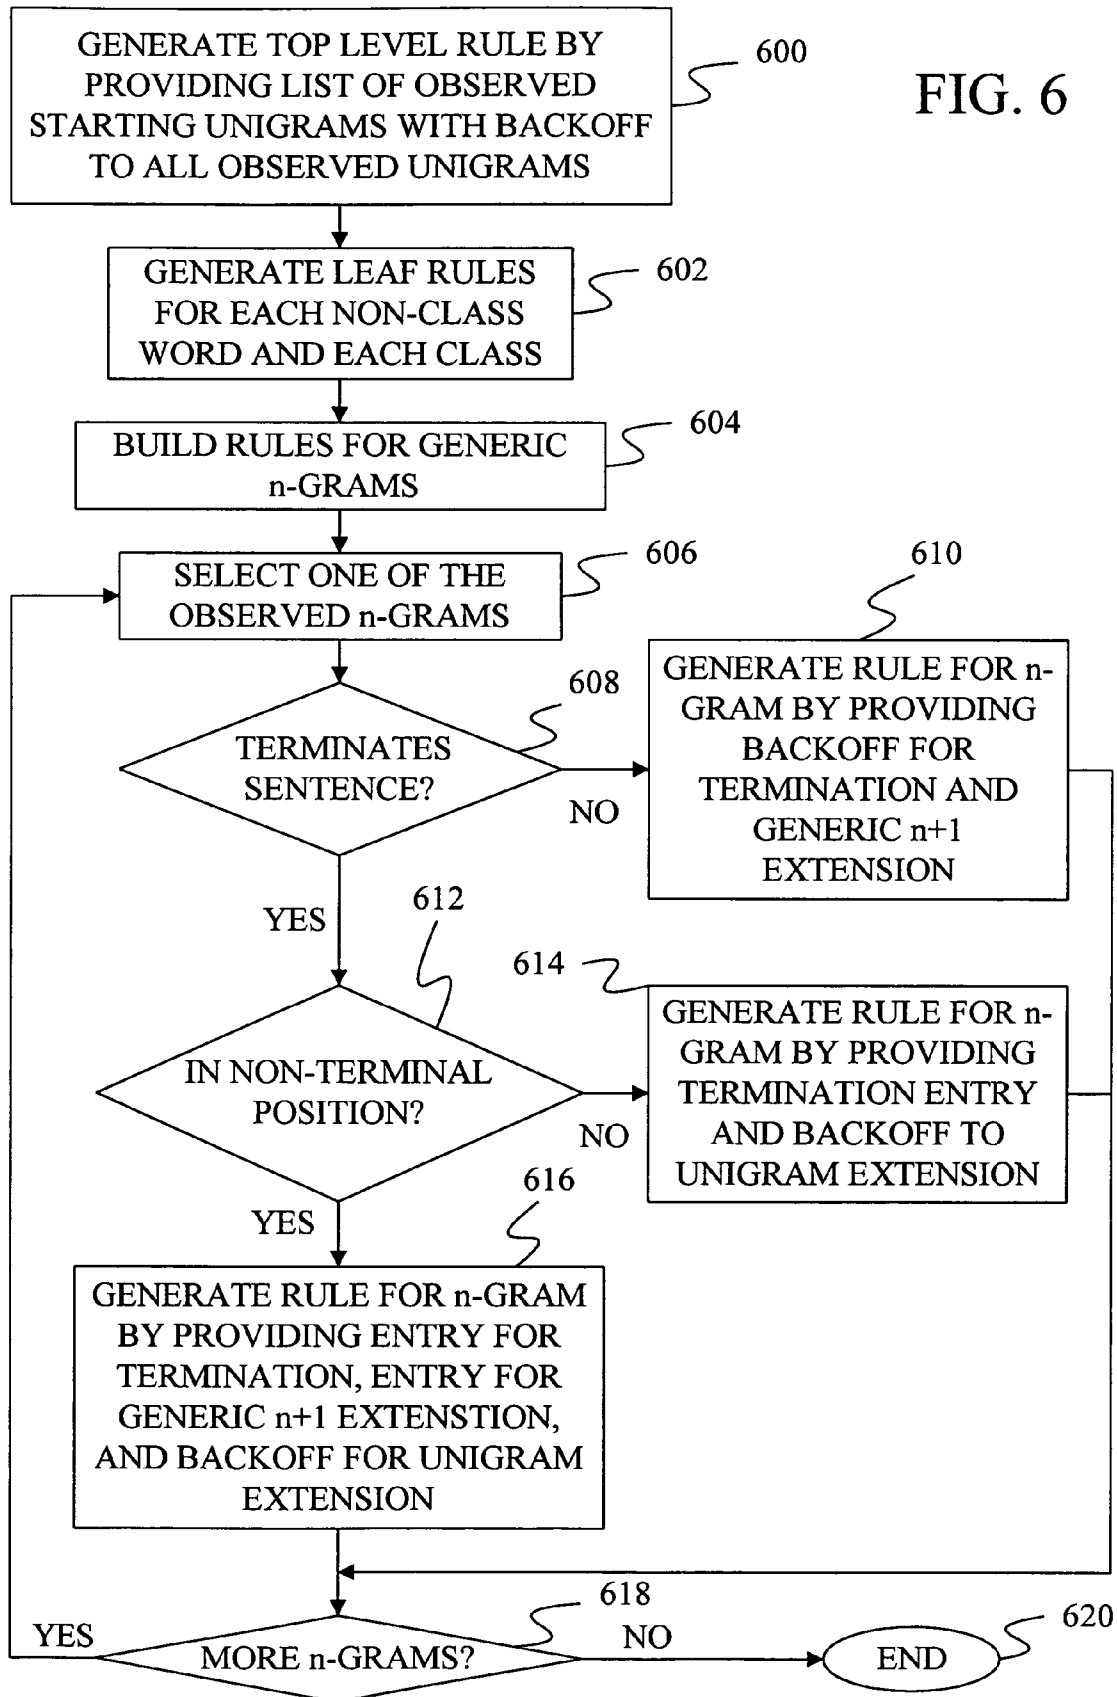 GENERATE TOP LEVEL RULE BY
PROVIDING LIST OF OBSERVED
STARTING UNIGRAMS WITH BACKOFF
TO ALL OBSERVED UNIGRAMS
600
FIG. 6
GENERATE LEAF RULES
FOR EACH NON-CLASS
WORD AND EACH CLASS
602
BUILD RULES FOR GENERIC
n-GRAMS
604
SELECT ONE OF THE
OBSERVED n-GRAMS
606
TERMINATES
SENTENCE?
608
NO
610
GENERATE RULE FOR n-
GRAM BY PROVIDING
BACKOFF FOR
TERMINATION AND
GENERIC n+1
EXTENSION
YES
612
IN NON-TERMINAL
POSITION?
NO
614
GENERATE RULE FOR n-
GRAM BY PROVIDING
TERMINATION ENTRY
AND BACKOFF TO
UNIGRAM EXTENSION
YES
616
GENERATE RULE FOR n-GRAM
BY PROVIDING ENTRY FOR
TERMINATION, ENTRY FOR
GENERIC n+1 EXTENSTION,
AND BACKOFF FOR UNIGRAM
EXTENSION
YES
MORE n-GRAMS?
618
NO
END
620